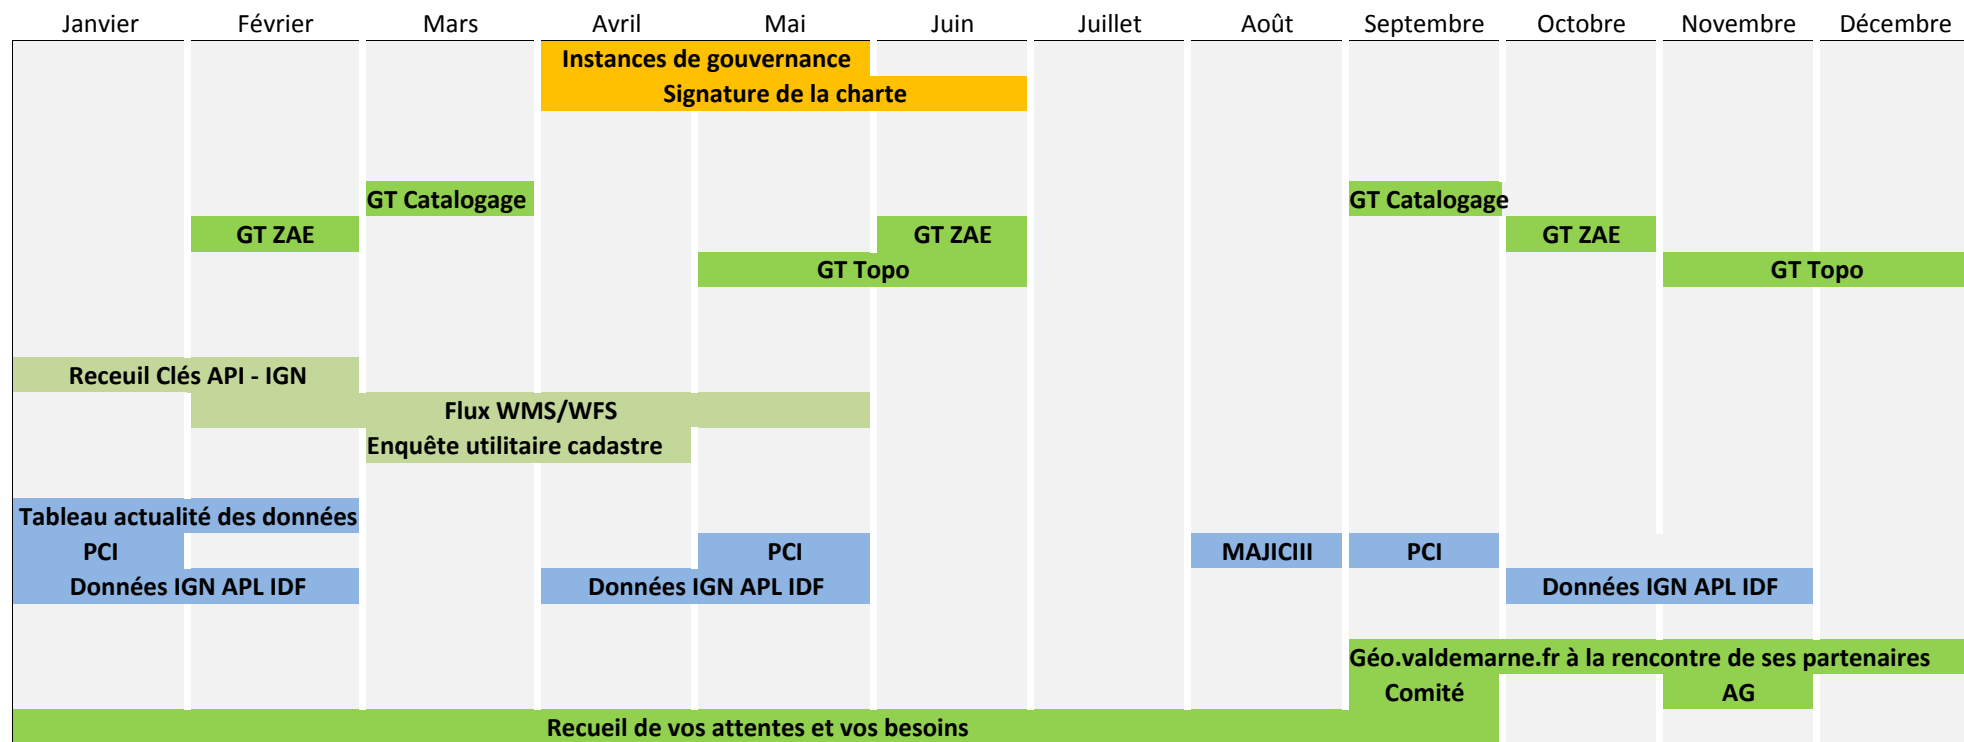 Janvier Février Mars Avril Mai Juin Juillet Août Septembre Octobre Novembre Décembre
Instances de gouvernance
Signature de la charte
GT Catalogage GT Catalogage
GT ZAE GT ZAE GT ZAE
GT Topo GT Topo
Receuil Clés API - IGN
Flux WMS/WFS
Enquête utilitaire cadastre
Tableau actualité des données
PCI PCI MAJICIII PCI
Données IGN APL IDF Données IGN APL IDF Données IGN APL IDF
Géo.valdemarne.fr à la rencontre de ses partenaires
Comité AG
Recueil de vos attentes et vos besoins